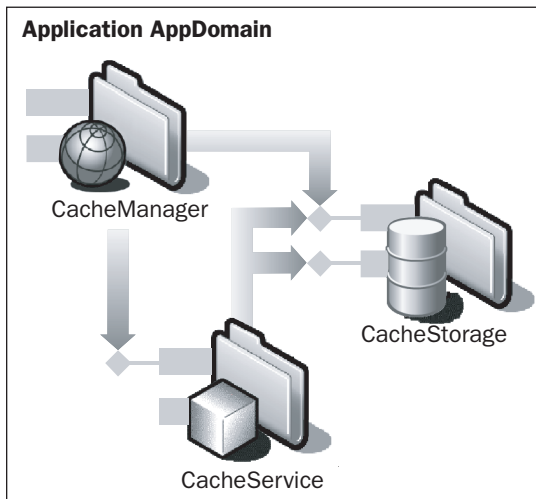 Application AppDomain
CacheManager
CacheStorage
CacheService